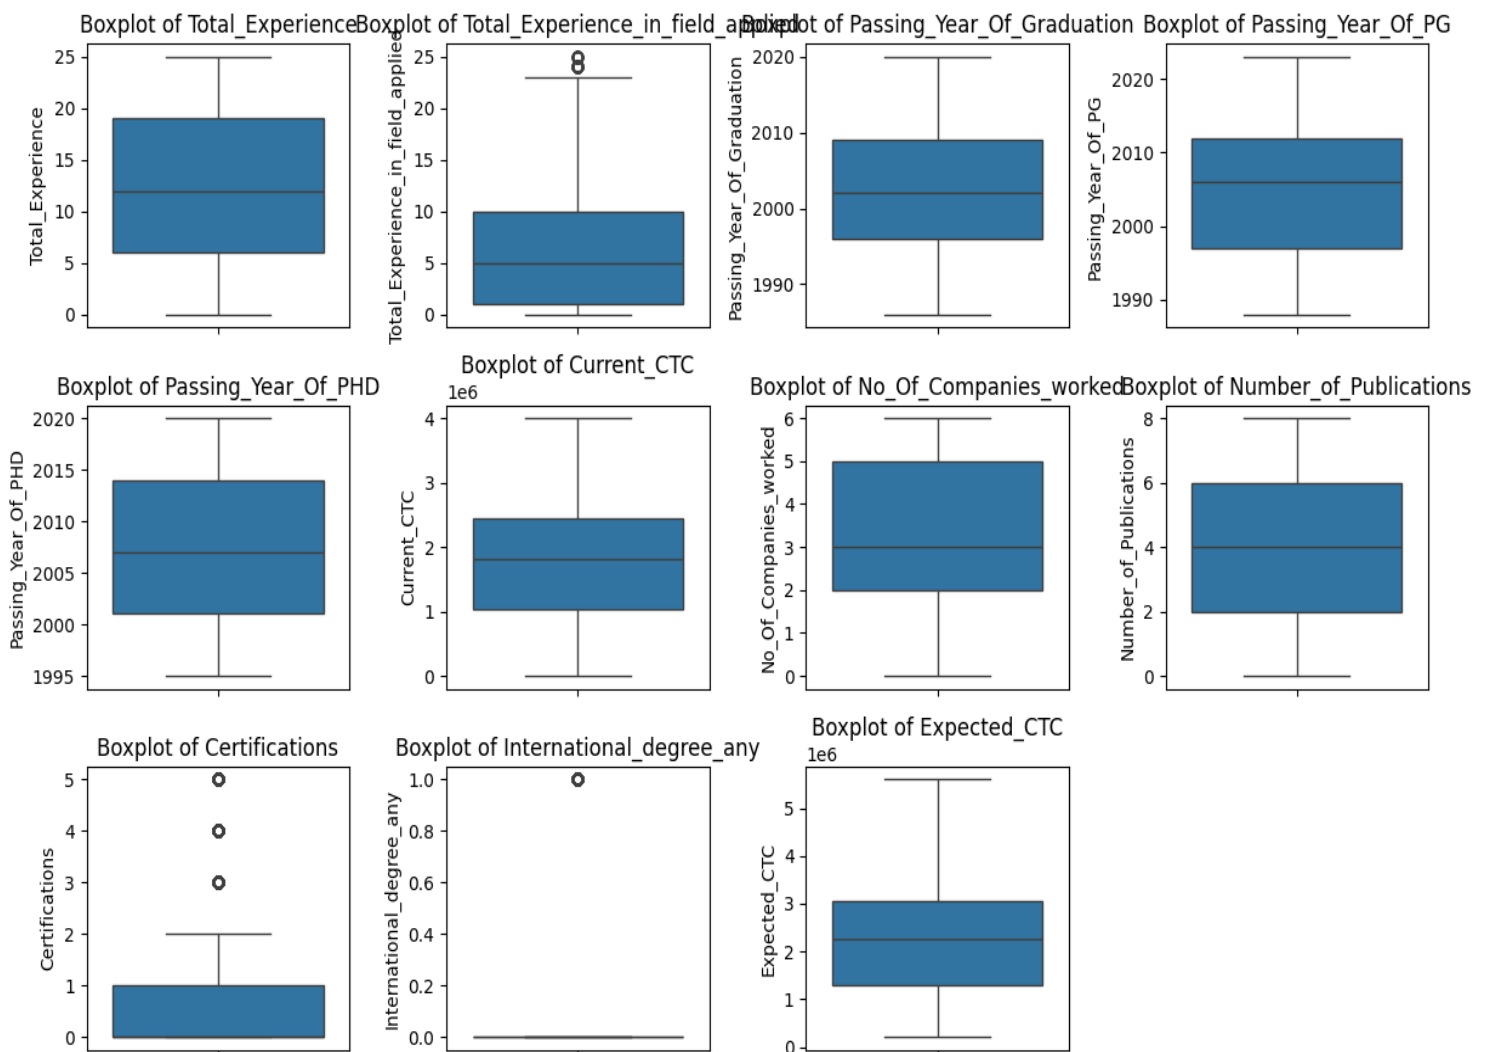 Boxplot of Total_Experience
25
20
15
10
5
0
Total_Experience
Boxplot of Total_Experience_in_field_applied
25
20
15
10
5
0
Total_Experience_in_field_applied
Boxplot of Passing_Year_Of_Graduation
2020
2010
2000
1990
Passing_Year_Of_Graduation
Boxplot of Passing_Year_Of_PG
2020
2010
2000
1990
Passing_Year_Of_PG
Boxplot of Passing_Year_Of_PHD
2020
2015
2010
2005
2000
1995
Passing_Year_Of_PHD
Boxplot of Current_CTC
1e6
4
3
2
1
0
Current_CTC
Boxplot of No_Of_Companies_worked
6
5
4
3
2
1
0
No_Of_Companies_worked
Boxplot of Number_of_Publications
8
6
4
2
0
Number_of_Publications
Boxplot of Certifications
5
4
3
2
1
0
Certifications
Boxplot of International_degree_any
1.0
0.8
0.6
0.4
0.2
0.0
International_degree_any
Boxplot of Expected_CTC
1e6
5
4
3
2
1
0
Expected_CTC